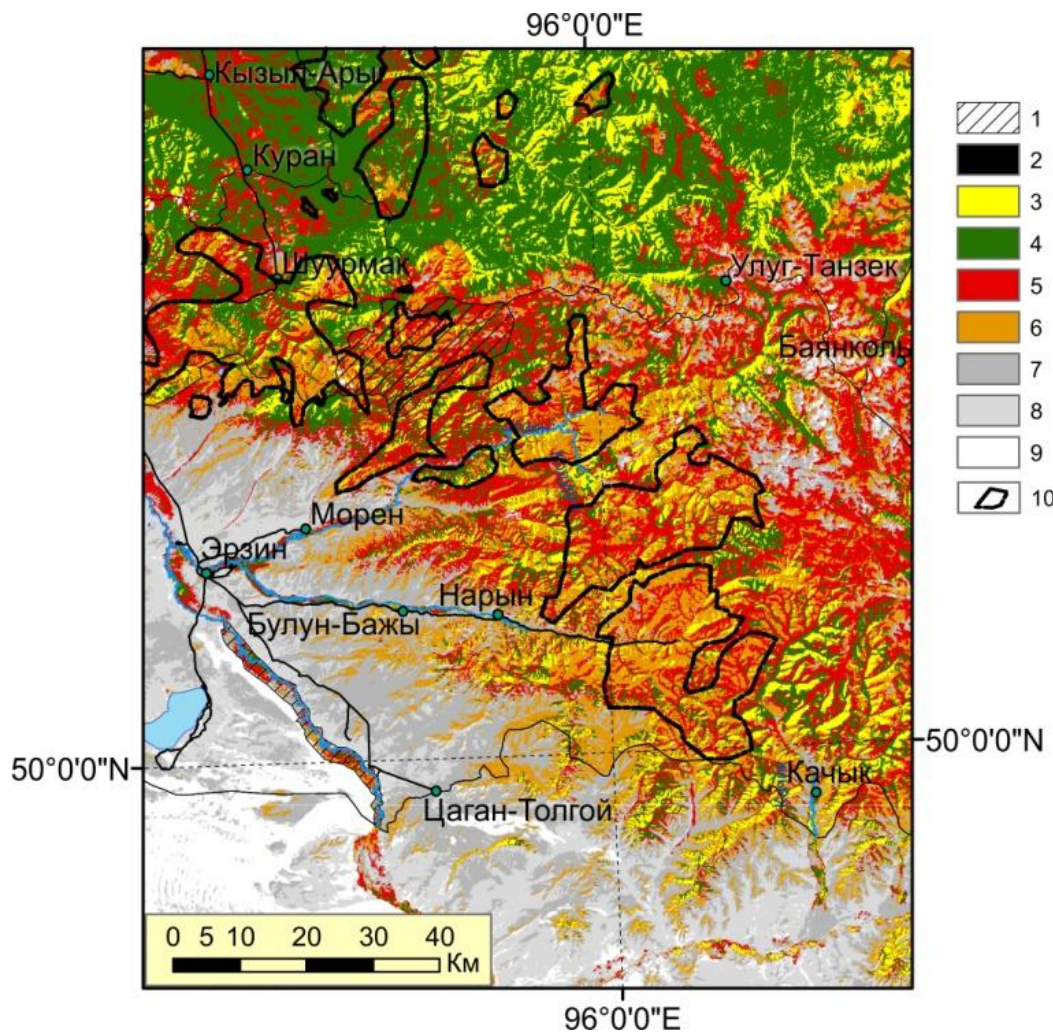 96°0'0"E
Кызыл-Ары
Куран
Шуурмак
Улуг-Танзек
Баянколь
Морен
Эрзин
Нарын
Булун-Бажы
50°0'0"N
50°0'0"N
Качык
Цаган-Толгой
0 5 10 20 30 40
Км
96°0'0"E
1
2
3
4
5
6
7
8
9
10